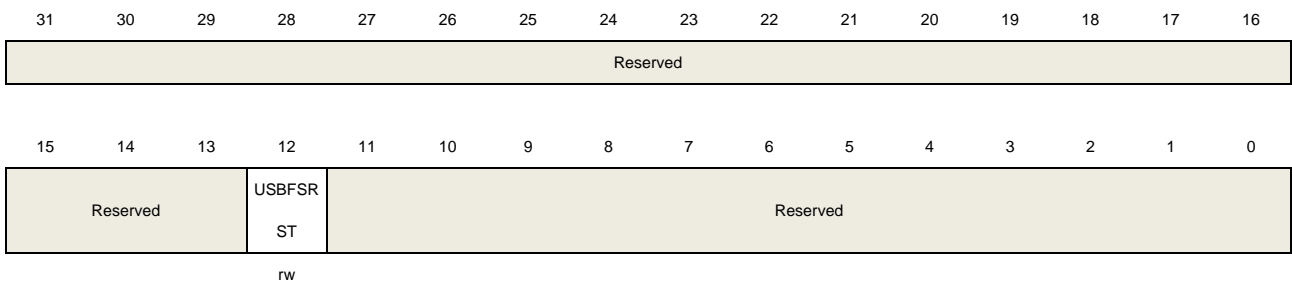 31 30 29 28 27 26 25 24 23 22 21 20 19 18 17 16
Reserved
15 14 13 12 11 10 9 8 7 6 5 4 3 2 1 0
Reserved USBFSR ST Reserved
rw